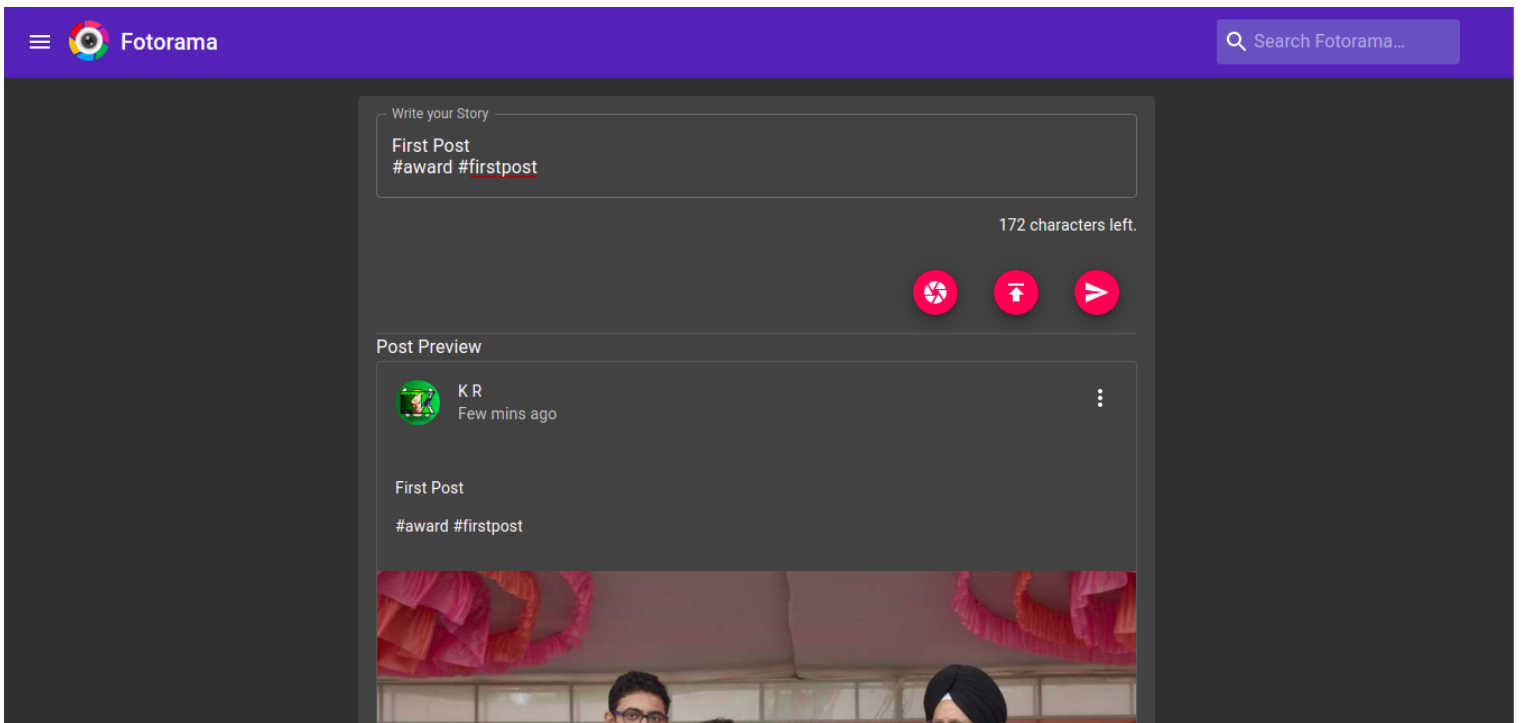 Fotorama
Search Fotorama...
Write your Story
First Post
#award #firstpost
172 characters left.
Post Preview
K R
Few mins ago
First Post
#award #firstpost